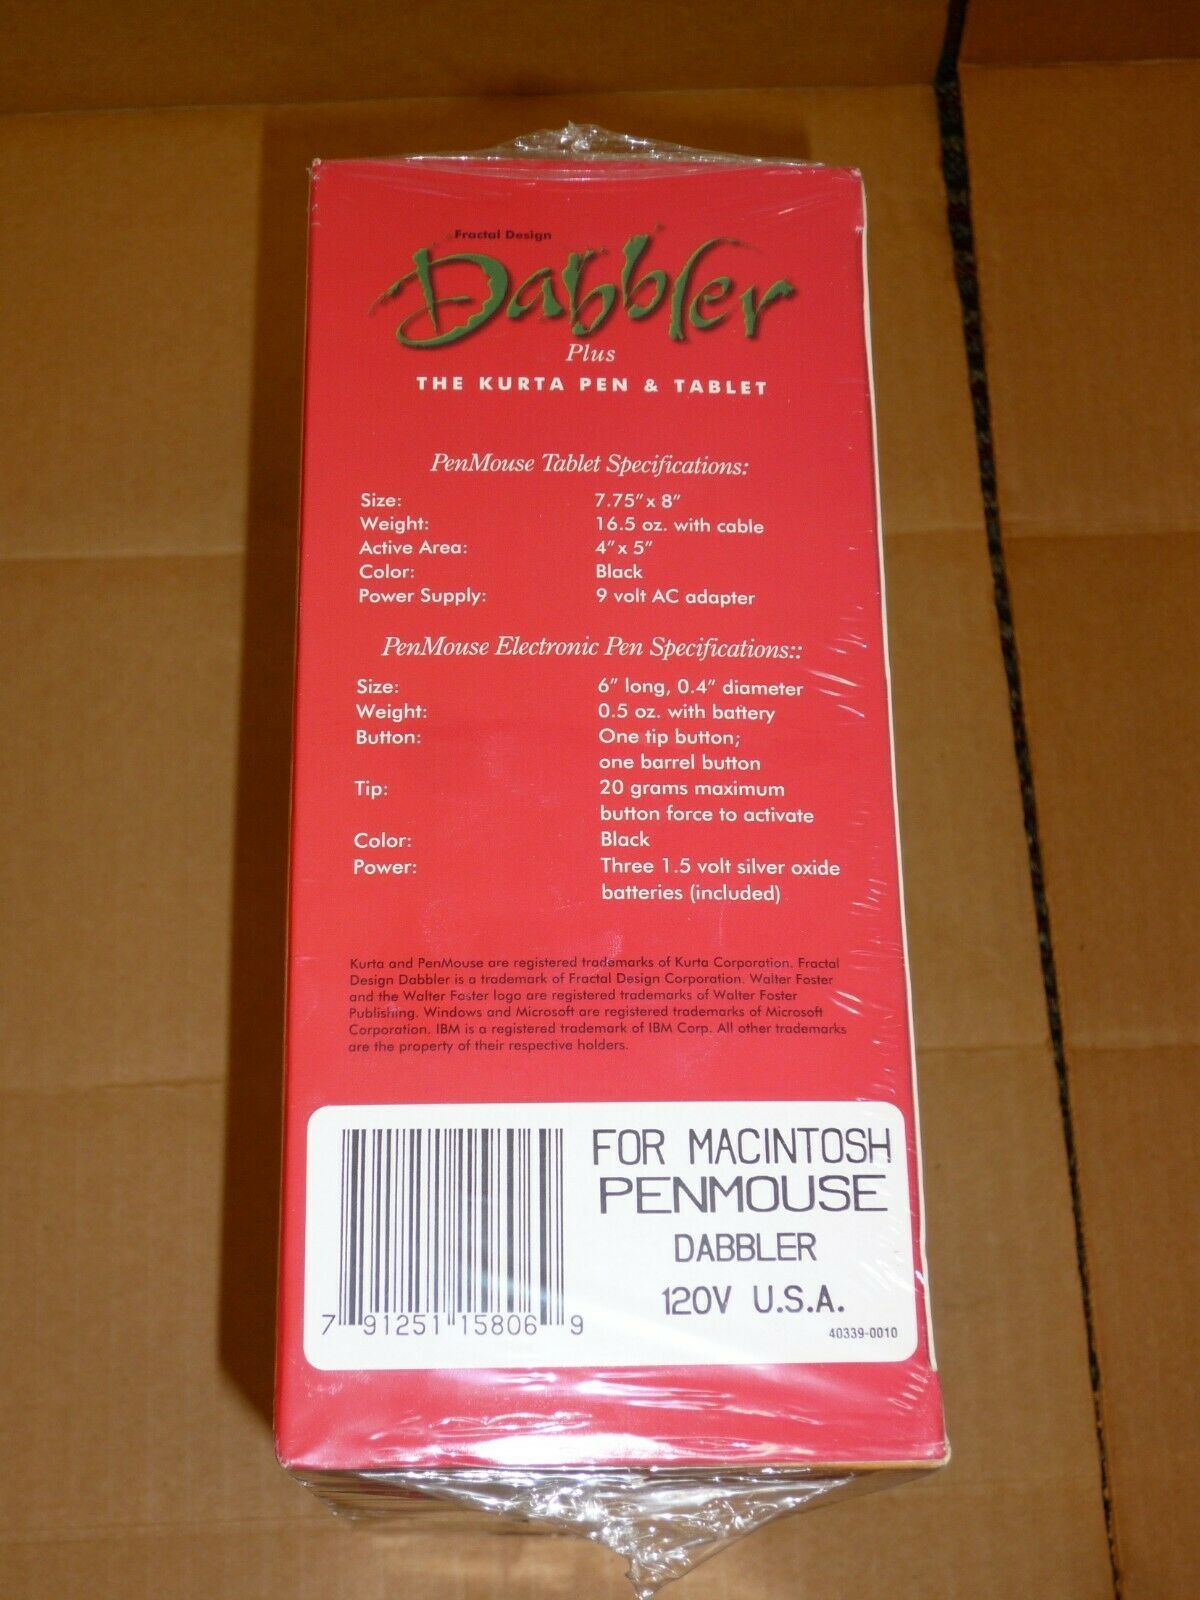 Fractal Design
Dabbler
Plus
THE KURTA PEN & TABLET
PenMouse Tablet Specifications:
Size: 7.75" x 8"
Weight: 16.5 oz. with cable
Active Area: 4" x 5"
Color: Black
Power Supply: 9 volt AC adapter
PenMouse Electronic Pen Specifications::
Size: 6" long, 0.4" diameter
Weight: 0.5 oz. with battery
Button: One tip button;
one barrel button
Tip: 20 grams maximum
button force to activate
Color: Black
Power: Three 1.5 volt silver oxide
batteries (included)
Kurta and PenMouse are registered trademarks of Kurta Corporation. Fractal
Design Dabbler is a trademark of Fractal Design Corporation. Walter Foster
and the Walter Foster logo are registered trademarks of Walter Foster
Publishing. Windows and Microsoft are registered trademarks of Microsoft
Corporation. IBM is a registered trademark of IBM Corp. All other trademarks
are the property of their respective holders.
FOR MACINTOSH
PENMOUSE
DABBLER
120V U.S.A.
40339-0010
7 91251 15806 9